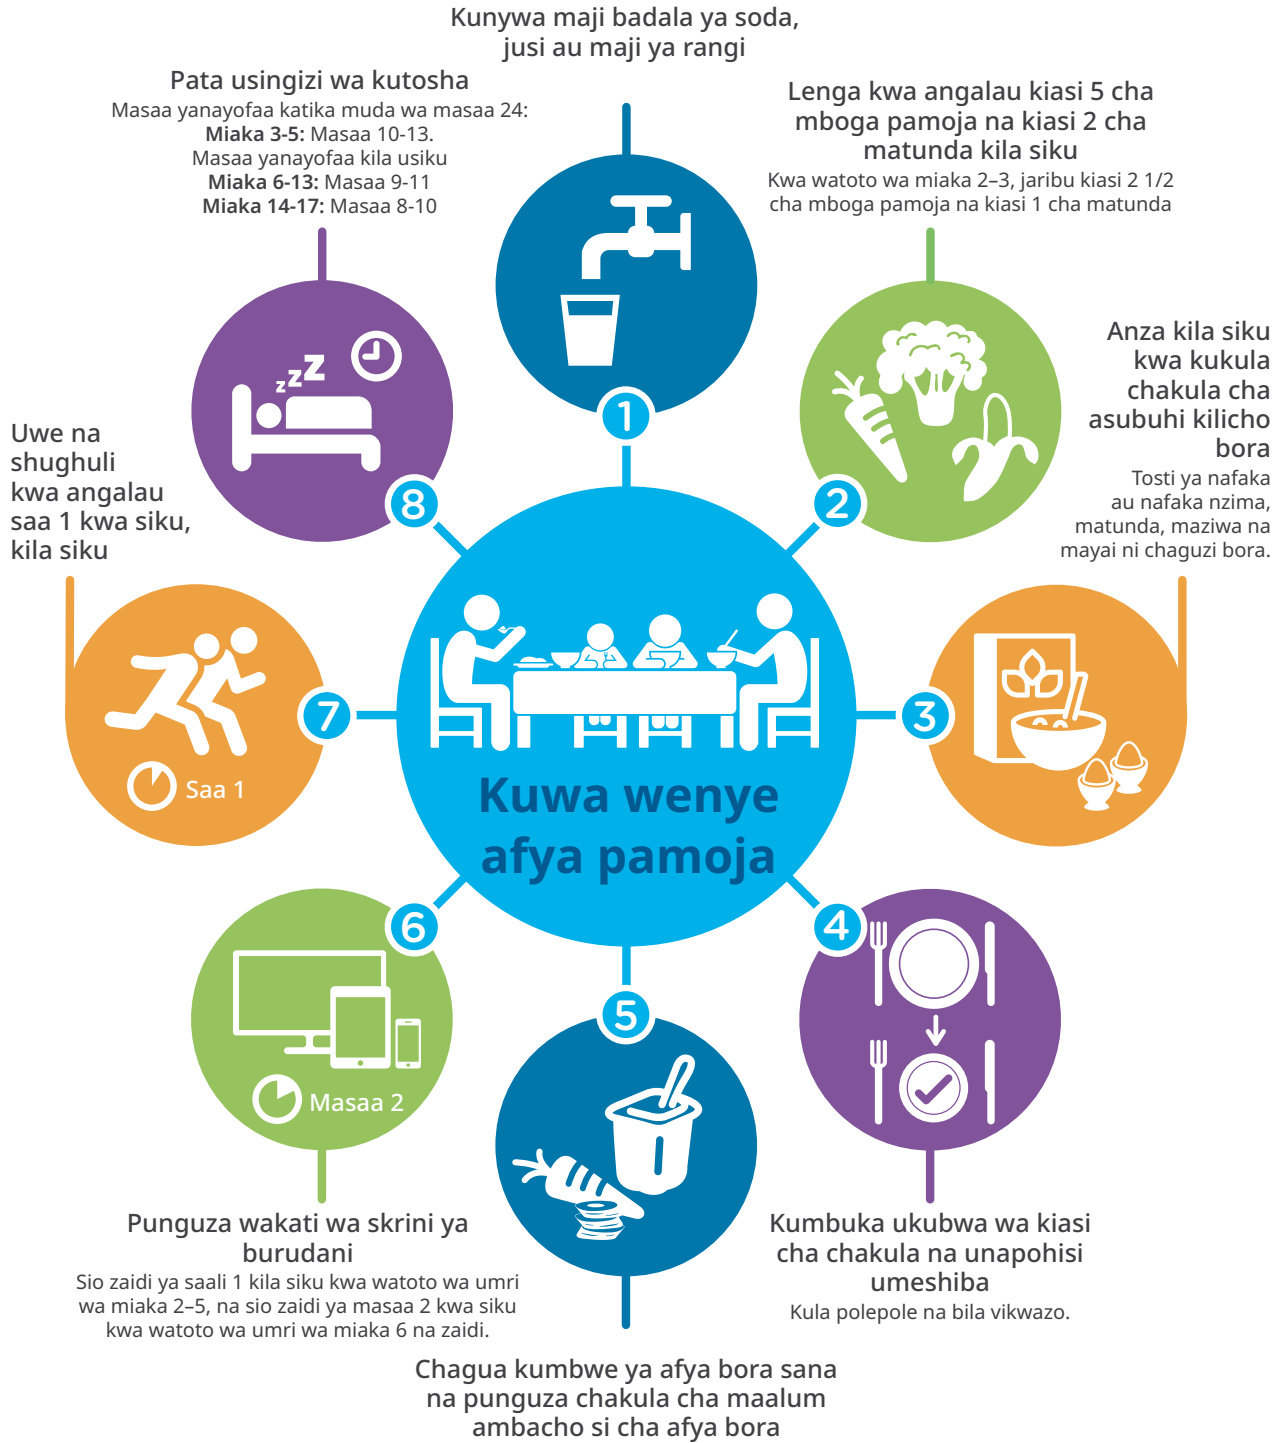 Kunywa maji badala ya soda,
jusi au maji ya rangi
1
Lenga kwa angalau kiasi 5 cha
mboga pamoja na kiasi 2 cha
matunda kila siku
Kwa watoto wa miaka 2–3, jaribu kiasi 2 1/2
cha mboga pamoja na kiasi 1 cha matunda
2
Anza kila siku
kwa kukula
chakula cha
asubuhi kilicho
bora
Tosti ya nafaka
au nafaka nzima,
matunda, maziwa na
mayai ni chaguzi bora.
3
4
Kumbuka ukubwa wa kiasi
cha chakula na unapohisi
umeshiba
Kula polepole na bila vikwazo.
5
Chagua kumbwe ya afya bora sana
na punguza chakula cha maalum
ambacho si cha afya bora
6
Masaa 2
Punguza wakati wa skrini ya
burudani
Sio zaidi ya saali 1 kila siku kwa watoto wa umri
wa miaka 2–5, na sio zaidi ya masaa 2 kwa siku
kwa watoto wa umri wa miaka 6 na zaidi.
Uwe na
shughuli
kwa angalau
saa 1 kwa siku,
kila siku
7
Saa 1
Pata usingizi wa kutosha
Masaa yanayofaa katika muda wa masaa 24:
Miaka 3-5: Masaa 10-13.
Masaa yanayofaa kila usiku
Miaka 6-13: Masaa 9-11
Miaka 14-17: Masaa 8-10
zzz
8
Kuwa wenye
afya pamoja